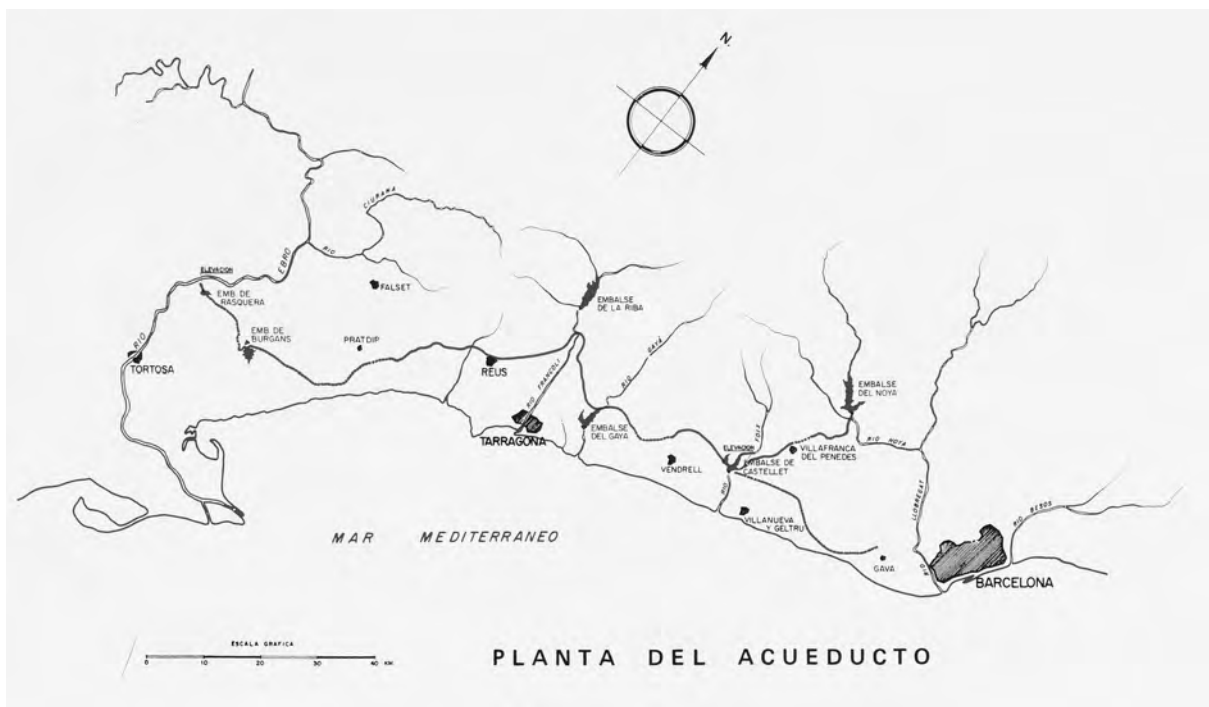 N.
RIO
CIURANA
ELEVACION
EBRO
EMB DE
RASQUERA
FALSET
EMBALSE
DE LA RIBA
EMB DE
BURGANS
PRATDIP
RIO
TORTOSA
REUS
RIO FRANCOLI
RIO GAYÁ
TARRAGONA
EMBALSE
DEL GAYA
EMBALSE
DEL NOYA
RIO NOYA
VENDRELL
ELEVACION
FOIX
RIO
EMBALSE DE
CASTELLET
VILLAFRANCA
DEL PENEDES
VILLANUEVA
Y GELTRU
LLOBREGAT
RIO
RIO BESOS
GAVA
BARCELONA
MAR MEDITERRANEO
ESCALA GRAFICA
0 10 20 30 40 KM.
PLANTA DEL ACUEDUCTO